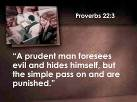 Proverbs 22:3
“A prudent man foresees
evil and hides himself, but
the simple pass on and are
punished.”